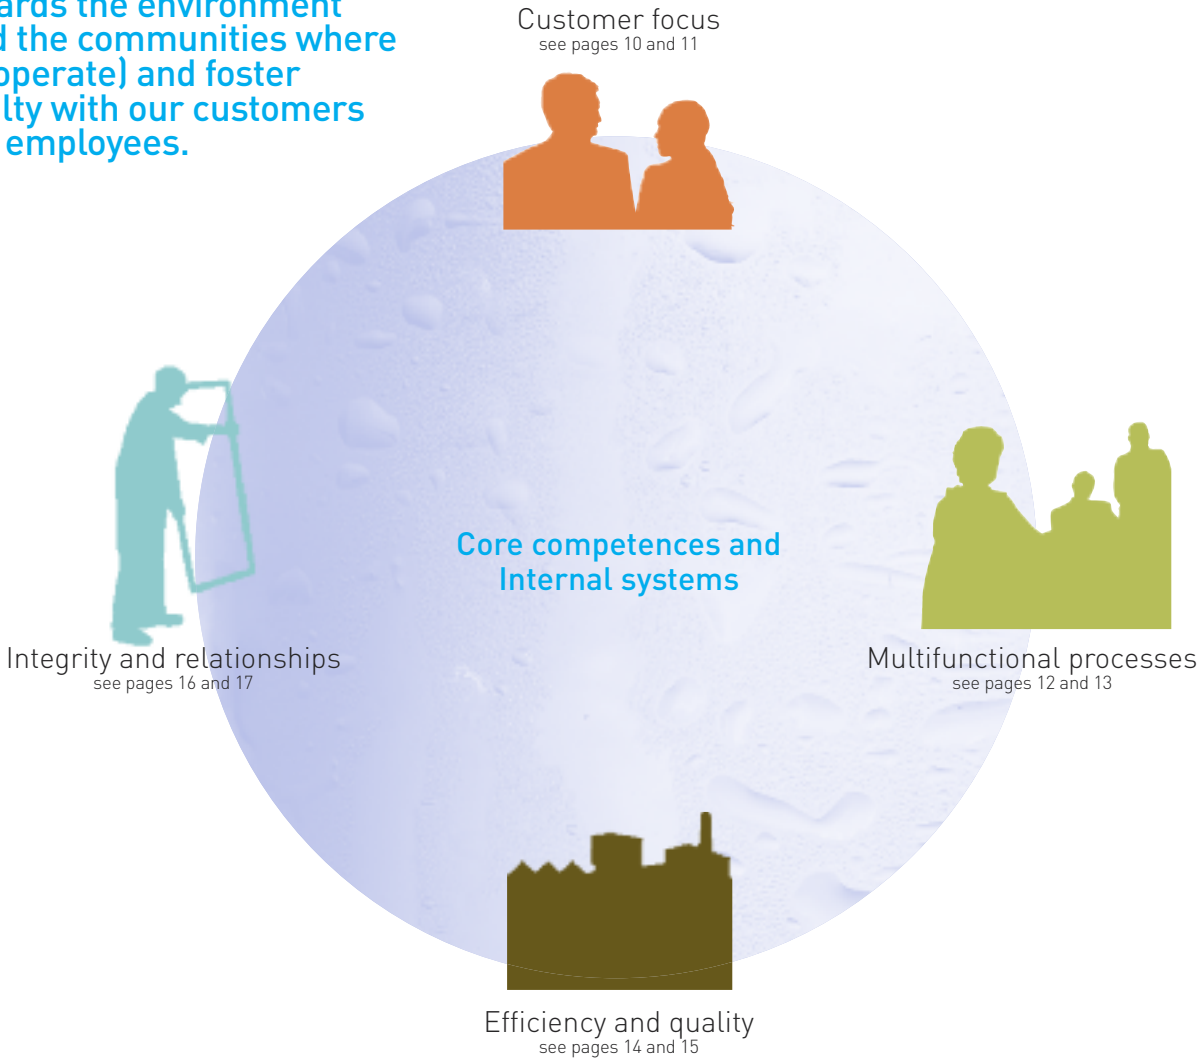 the environment
the communities where
operate) and foster
with our customers
employees.
Customer focus
see pages 10 and 11
Core competences and
Internal systems
Integrity and relationships
see pages 16 and 17
Multifunctional processes
see pages 12 and 13
Efficiency and quality
see pages 14 and 15